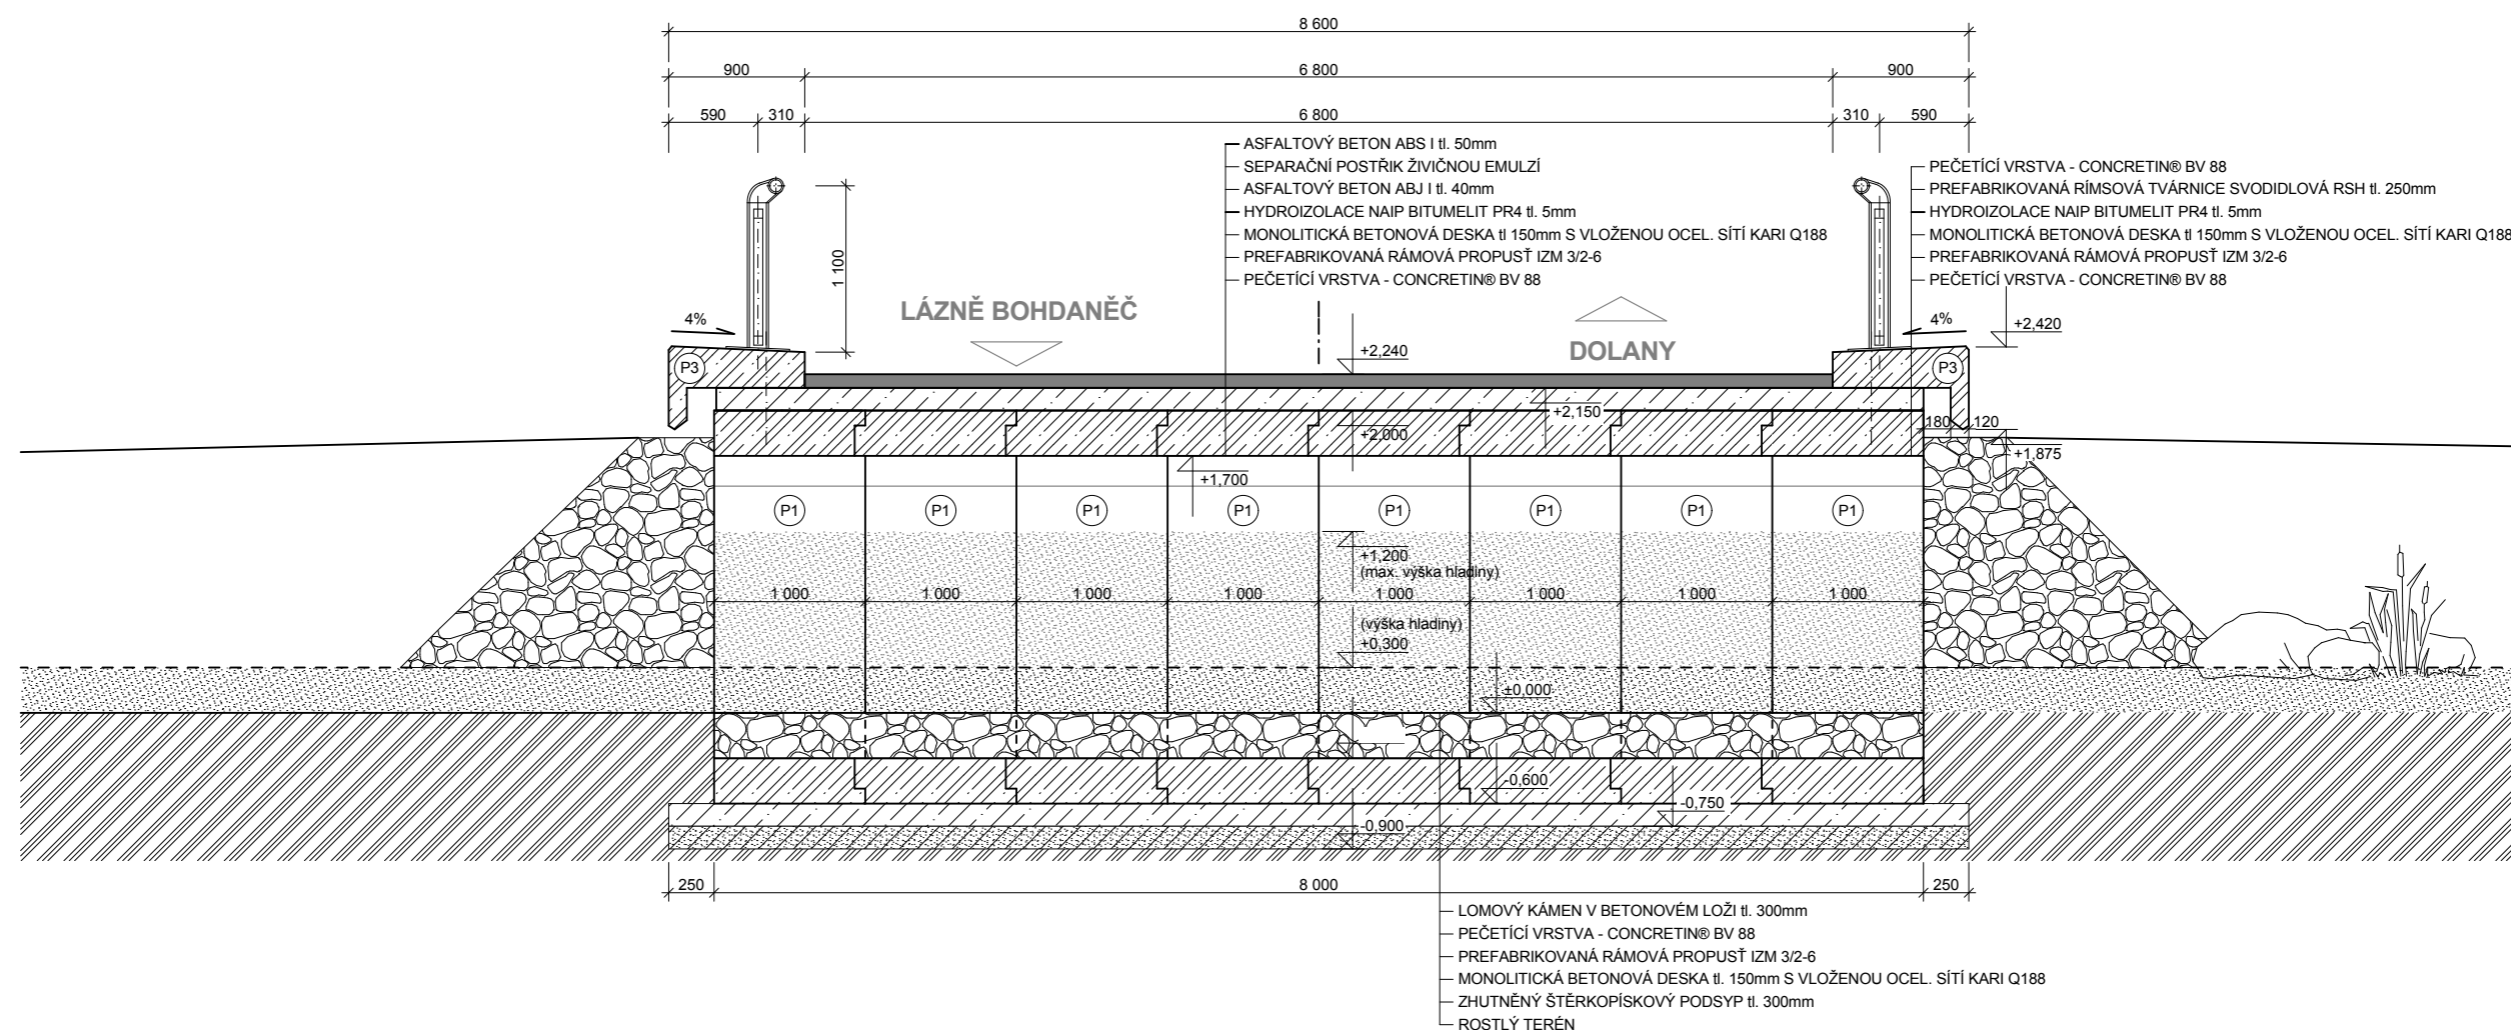 8 600
900 6 800 900
590 310 6 800 310 590
ASFALTOVÝ BETON ABS I tl. 50mm
SEPARAČNÍ POSTŘIK ŽIVIČNOU EMULZÍ
ASFALTOVÝ BETON ABJ I tl. 40mm
HYDROIZOLACE NAIP BITUMELIT PR4 tl. 5mm
MONOLITICKÁ BETONOVÁ DESKA tl 150mm S VLOŽENOU OCEL. SÍTÍ KARI Q188
PREFABRIKOVANÁ RÁMOVÁ PROPUSŤ IZM 3/2-6
PEČETÍCÍ VRSTVA - CONCRETIN® BV 88
PEČETÍCÍ VRSTVA - CONCRETIN® BV 88
PREFABRIKOVANÁ RÍMSOVÁ TVÁRNICE SVODIDLOVÁ RSH tl. 250mm
HYDROIZOLACE NAIP BITUMELIT PR4 tl. 5mm
MONOLITICKÁ BETONOVÁ DESKA tl 150mm S VLOŽENOU OCEL. SÍTÍ KARI Q188
PREFABRIKOVANÁ RÁMOVÁ PROPUSŤ IZM 3/2-6
PEČETÍCÍ VRSTVA - CONCRETIN® BV 88
1 100
LÁZNĚ BOHDANEČ
DOLANY
4%
4%
+2,420
+2,240
P3
P3
+2,150
180 120
+2,000
+1,875
+1,700
P1 P1 P1 P1 P1 P1 P1 P1
+1,200
(max. výška hladiny)
1 000 1 000 1 000 1 000 1 000 1 000 1 000 1 000
(výška hladiny)
+0,300
±0,000
-0,600
-0,750
-0,900
250 8 000 250
LOMOVÝ KÁMEN V BETONOVÉM LOŽI tl. 300mm
PEČETÍCÍ VRSTVA - CONCRETIN® BV 88
PREFABRIKOVANÁ RÁMOVÁ PROPUSŤ IZM 3/2-6
MONOLITICKÁ BETONOVÁ DESKA tl. 150mm S VLOŽENOU OCEL. SÍTÍ KARI Q188
ZHUTNĚNÝ ŠTĚRKOPÍSKOVÝ PODSYP tl. 300mm
ROSTLÝ TERÉN